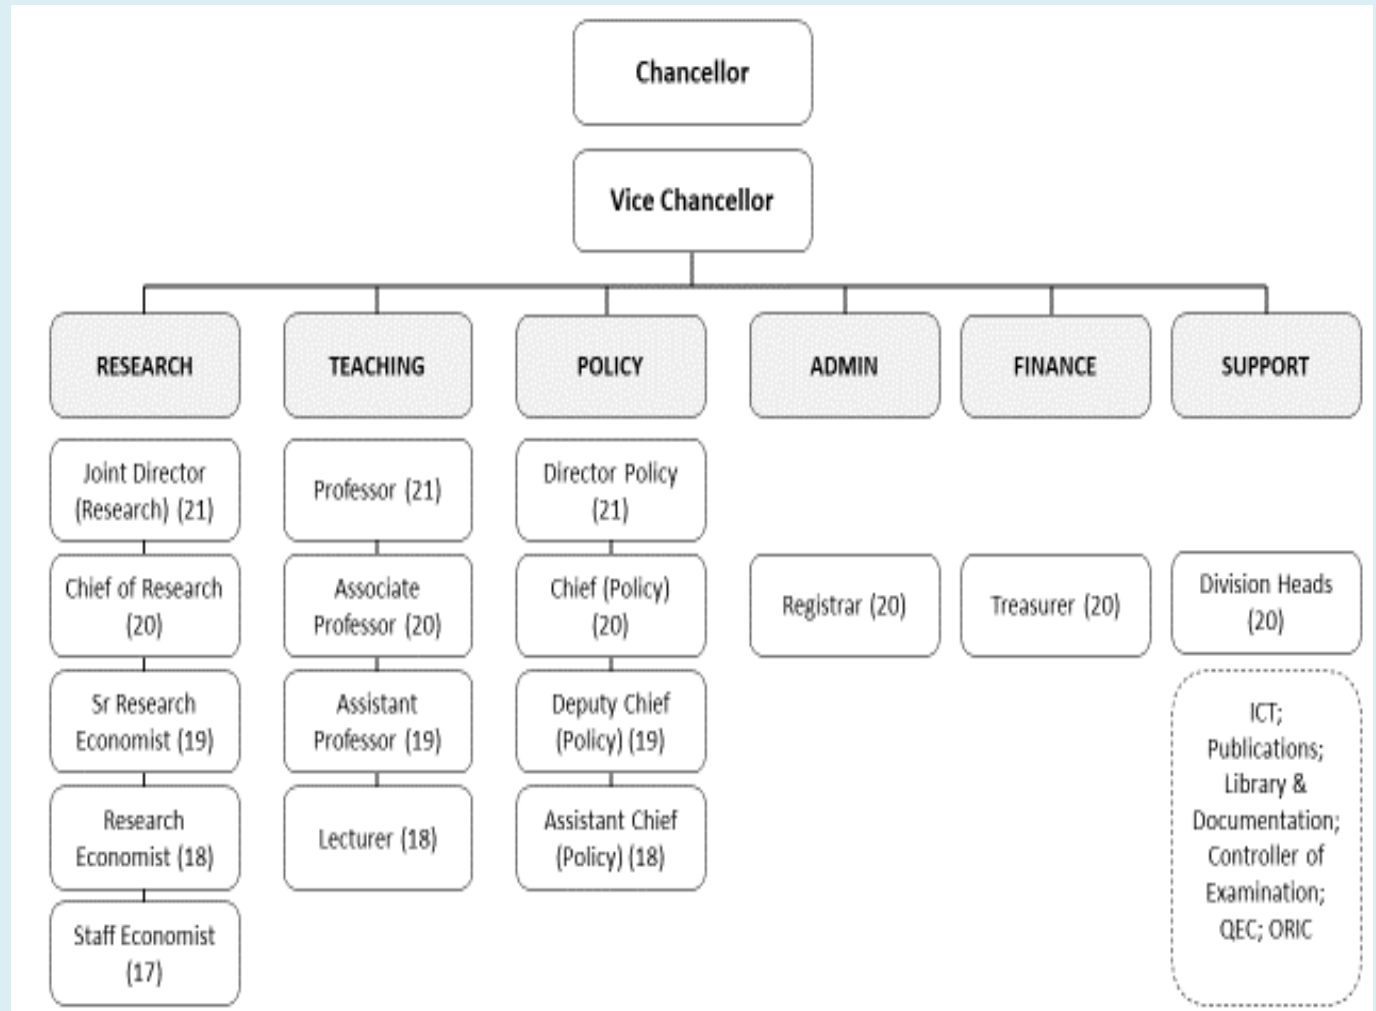 Chancellor
Vice Chancellor
RESEARCH
TEACHING
POLICY
ADMIN
FINANCE
SUPPORT
Joint Director
(Research) (21)
Professor (21)
Director Policy
(21)
Chief of Research
(20)
Associate
Professor (20)
Chief (Policy)
(20)
Registrar (20)
Treasurer (20)
Division Heads
(20)
Sr Research
Economist (19)
Assistant
Professor (19)
Deputy Chief
(Policy) (19)
ICT;
Publications;
Library &
Documentation;
Controller of
Examination;
QEC; ORIC
Research
Economist (18)
Lecturer (18)
Assistant Chief
(Policy) (18)
Staff Economist
(17)